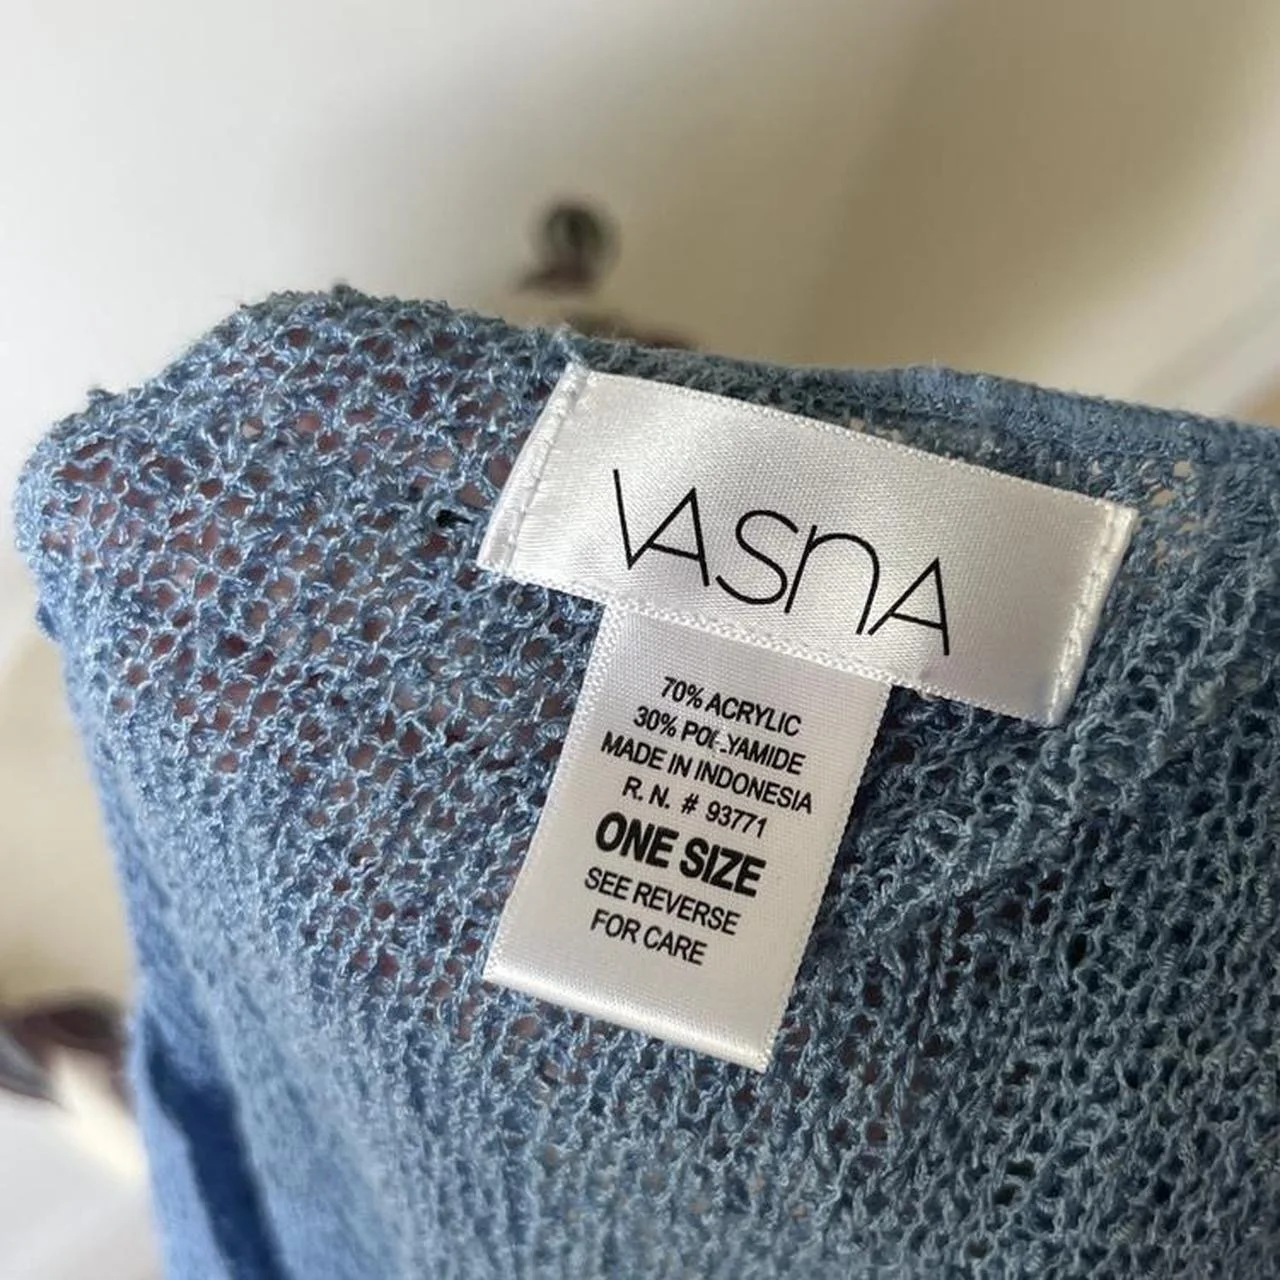 VASNA
70% ACRYLIC
30% POLYAMIDE
MADE IN INDONESIA
R. N. # 93771
ONE SIZE
SEE REVERSE
FOR CARE